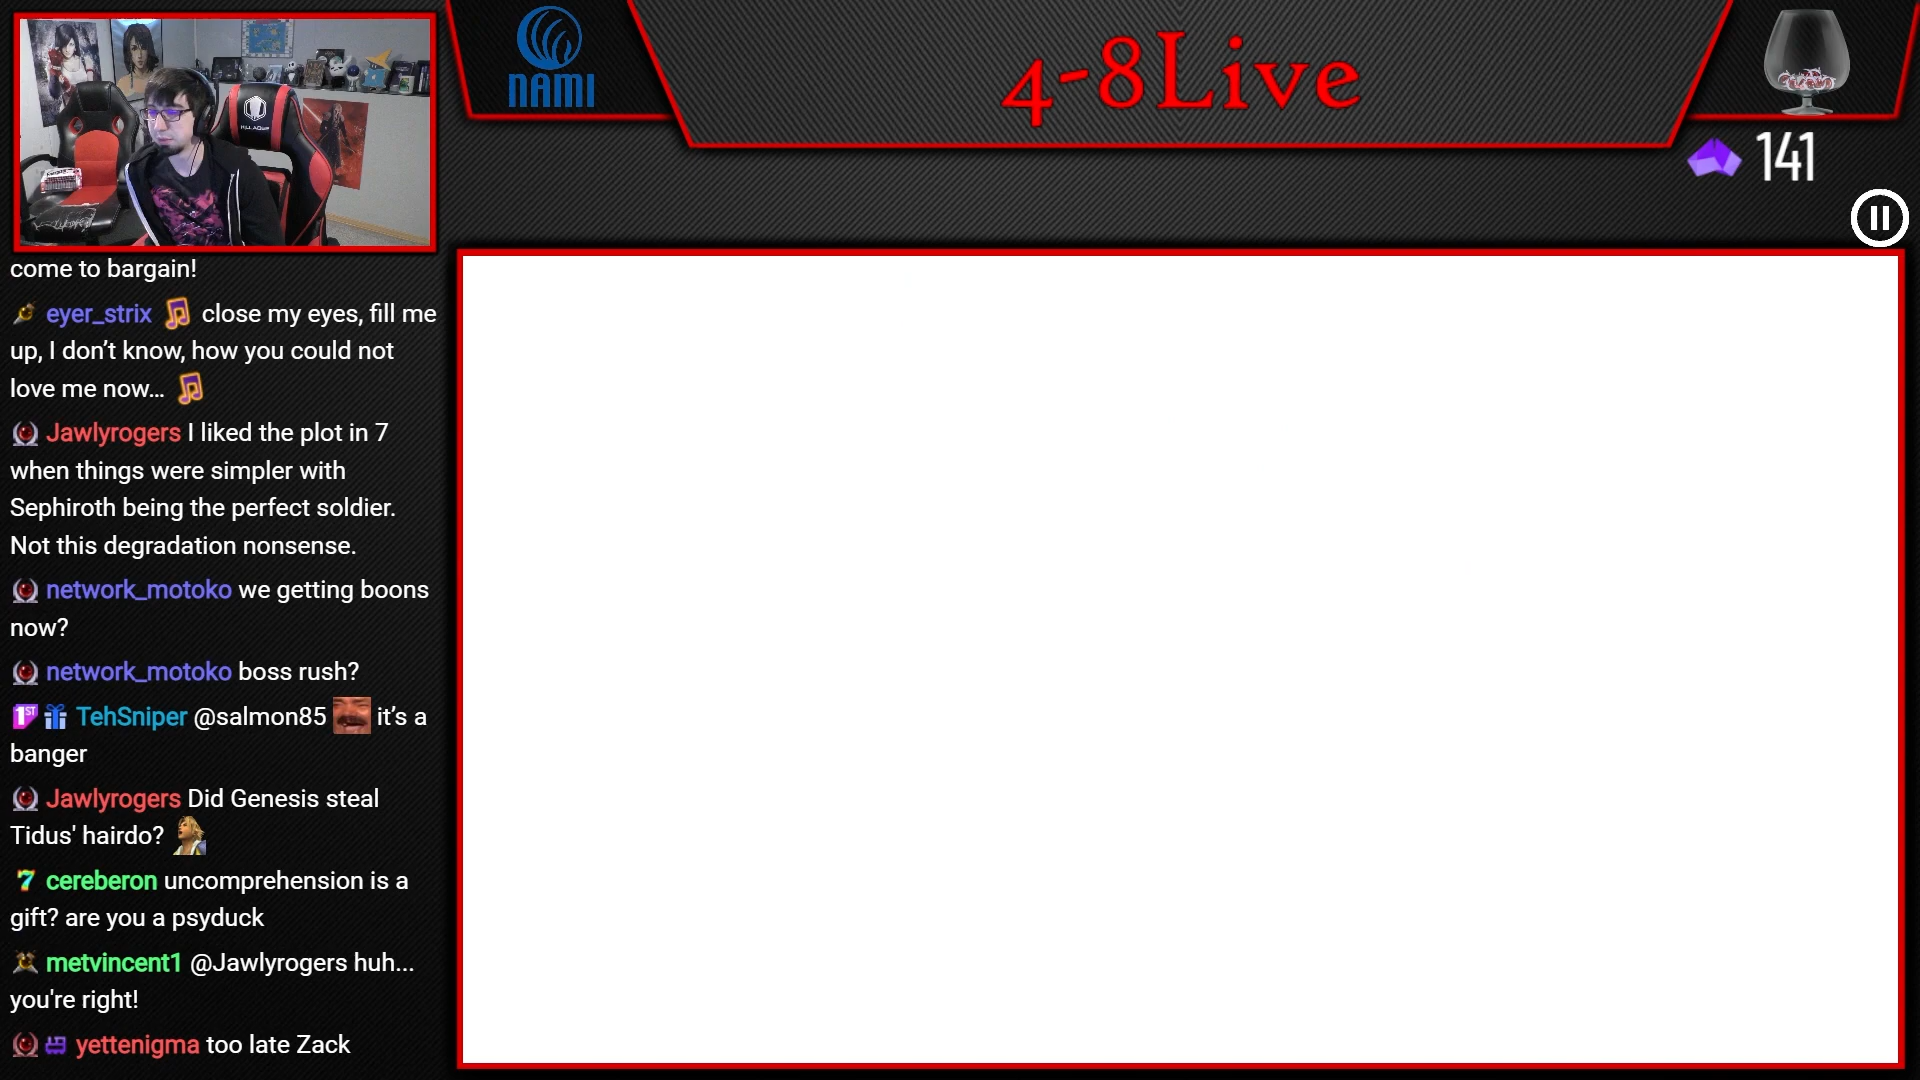 NAMI
4-8Live
141
come to bargain!
eyer_strix close my eyes, fill me
up, I don’t know, how you could not
love me now...
Jawlyrogers I liked the plot in 7
when things were simpler with
Sephiroth being the perfect soldier.
Not this degradation nonsense.
network_motoko we getting boons
now?
network_motoko boss rush?
1ST TehSniper @salmon85 it’s a
banger
Jawlyrogers Did Genesis steal
Tidus' hairdo?
7 cereberon uncomprehension is a
gift? are you a psyduck
metvincent1 @Jawlyrogers huh...
you're right!
yettenigma too late Zack